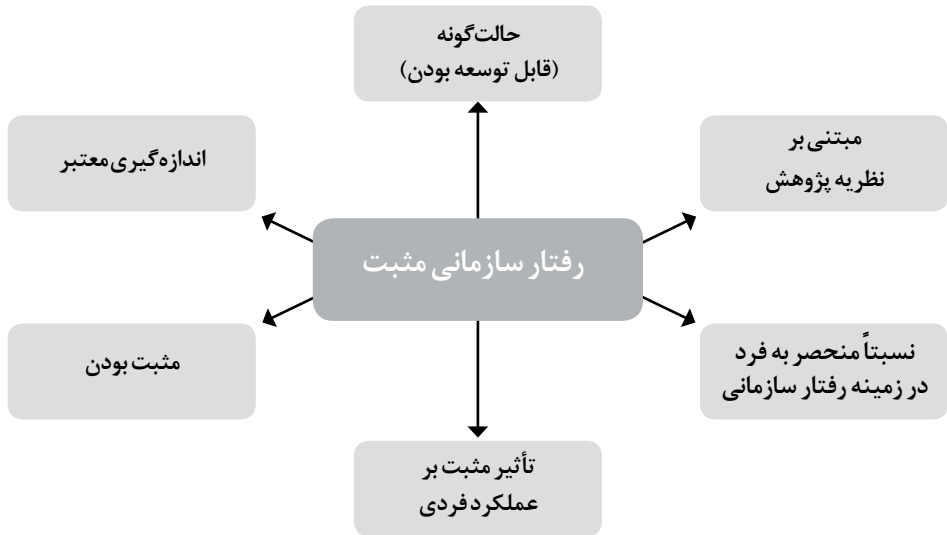 حالت‌گونه
(قابل توسعه بودن)
مبتنی بر
نظریه پژوهش
اندازه‌گیری معتبر
رفتار سازمانی مثبت
نسبتاً منحصر به فرد
در زمینه رفتار سازمانی
مثبت بودن
تأثیر مثبت بر
عملکرد فردی